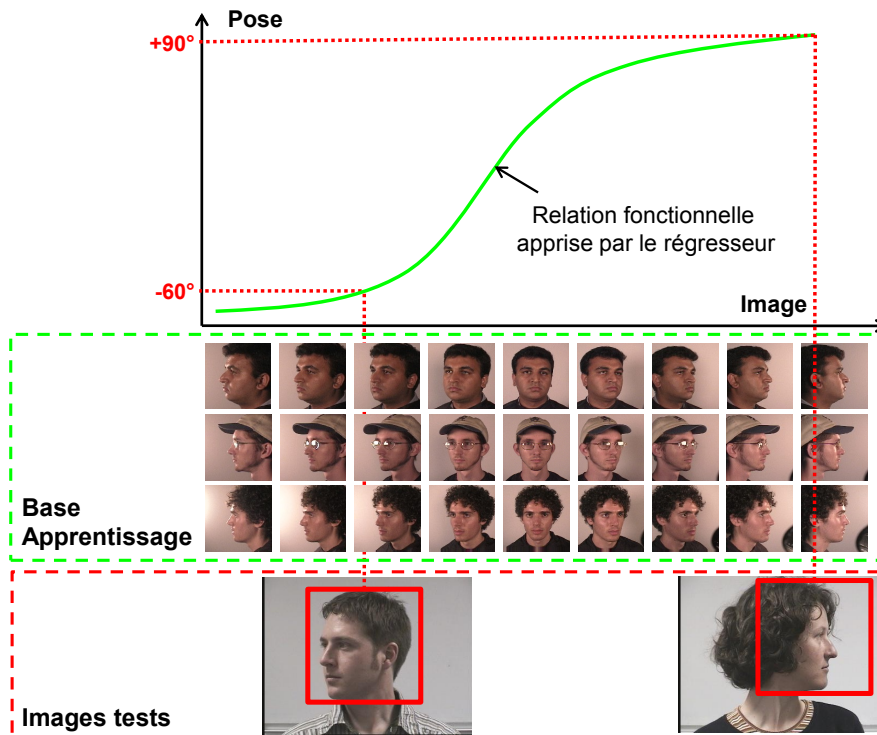 Pose
+90°
Relation fonctionnelle
apprise par le régresseur
-60°
Image
Base
Apprentissage
Images tests